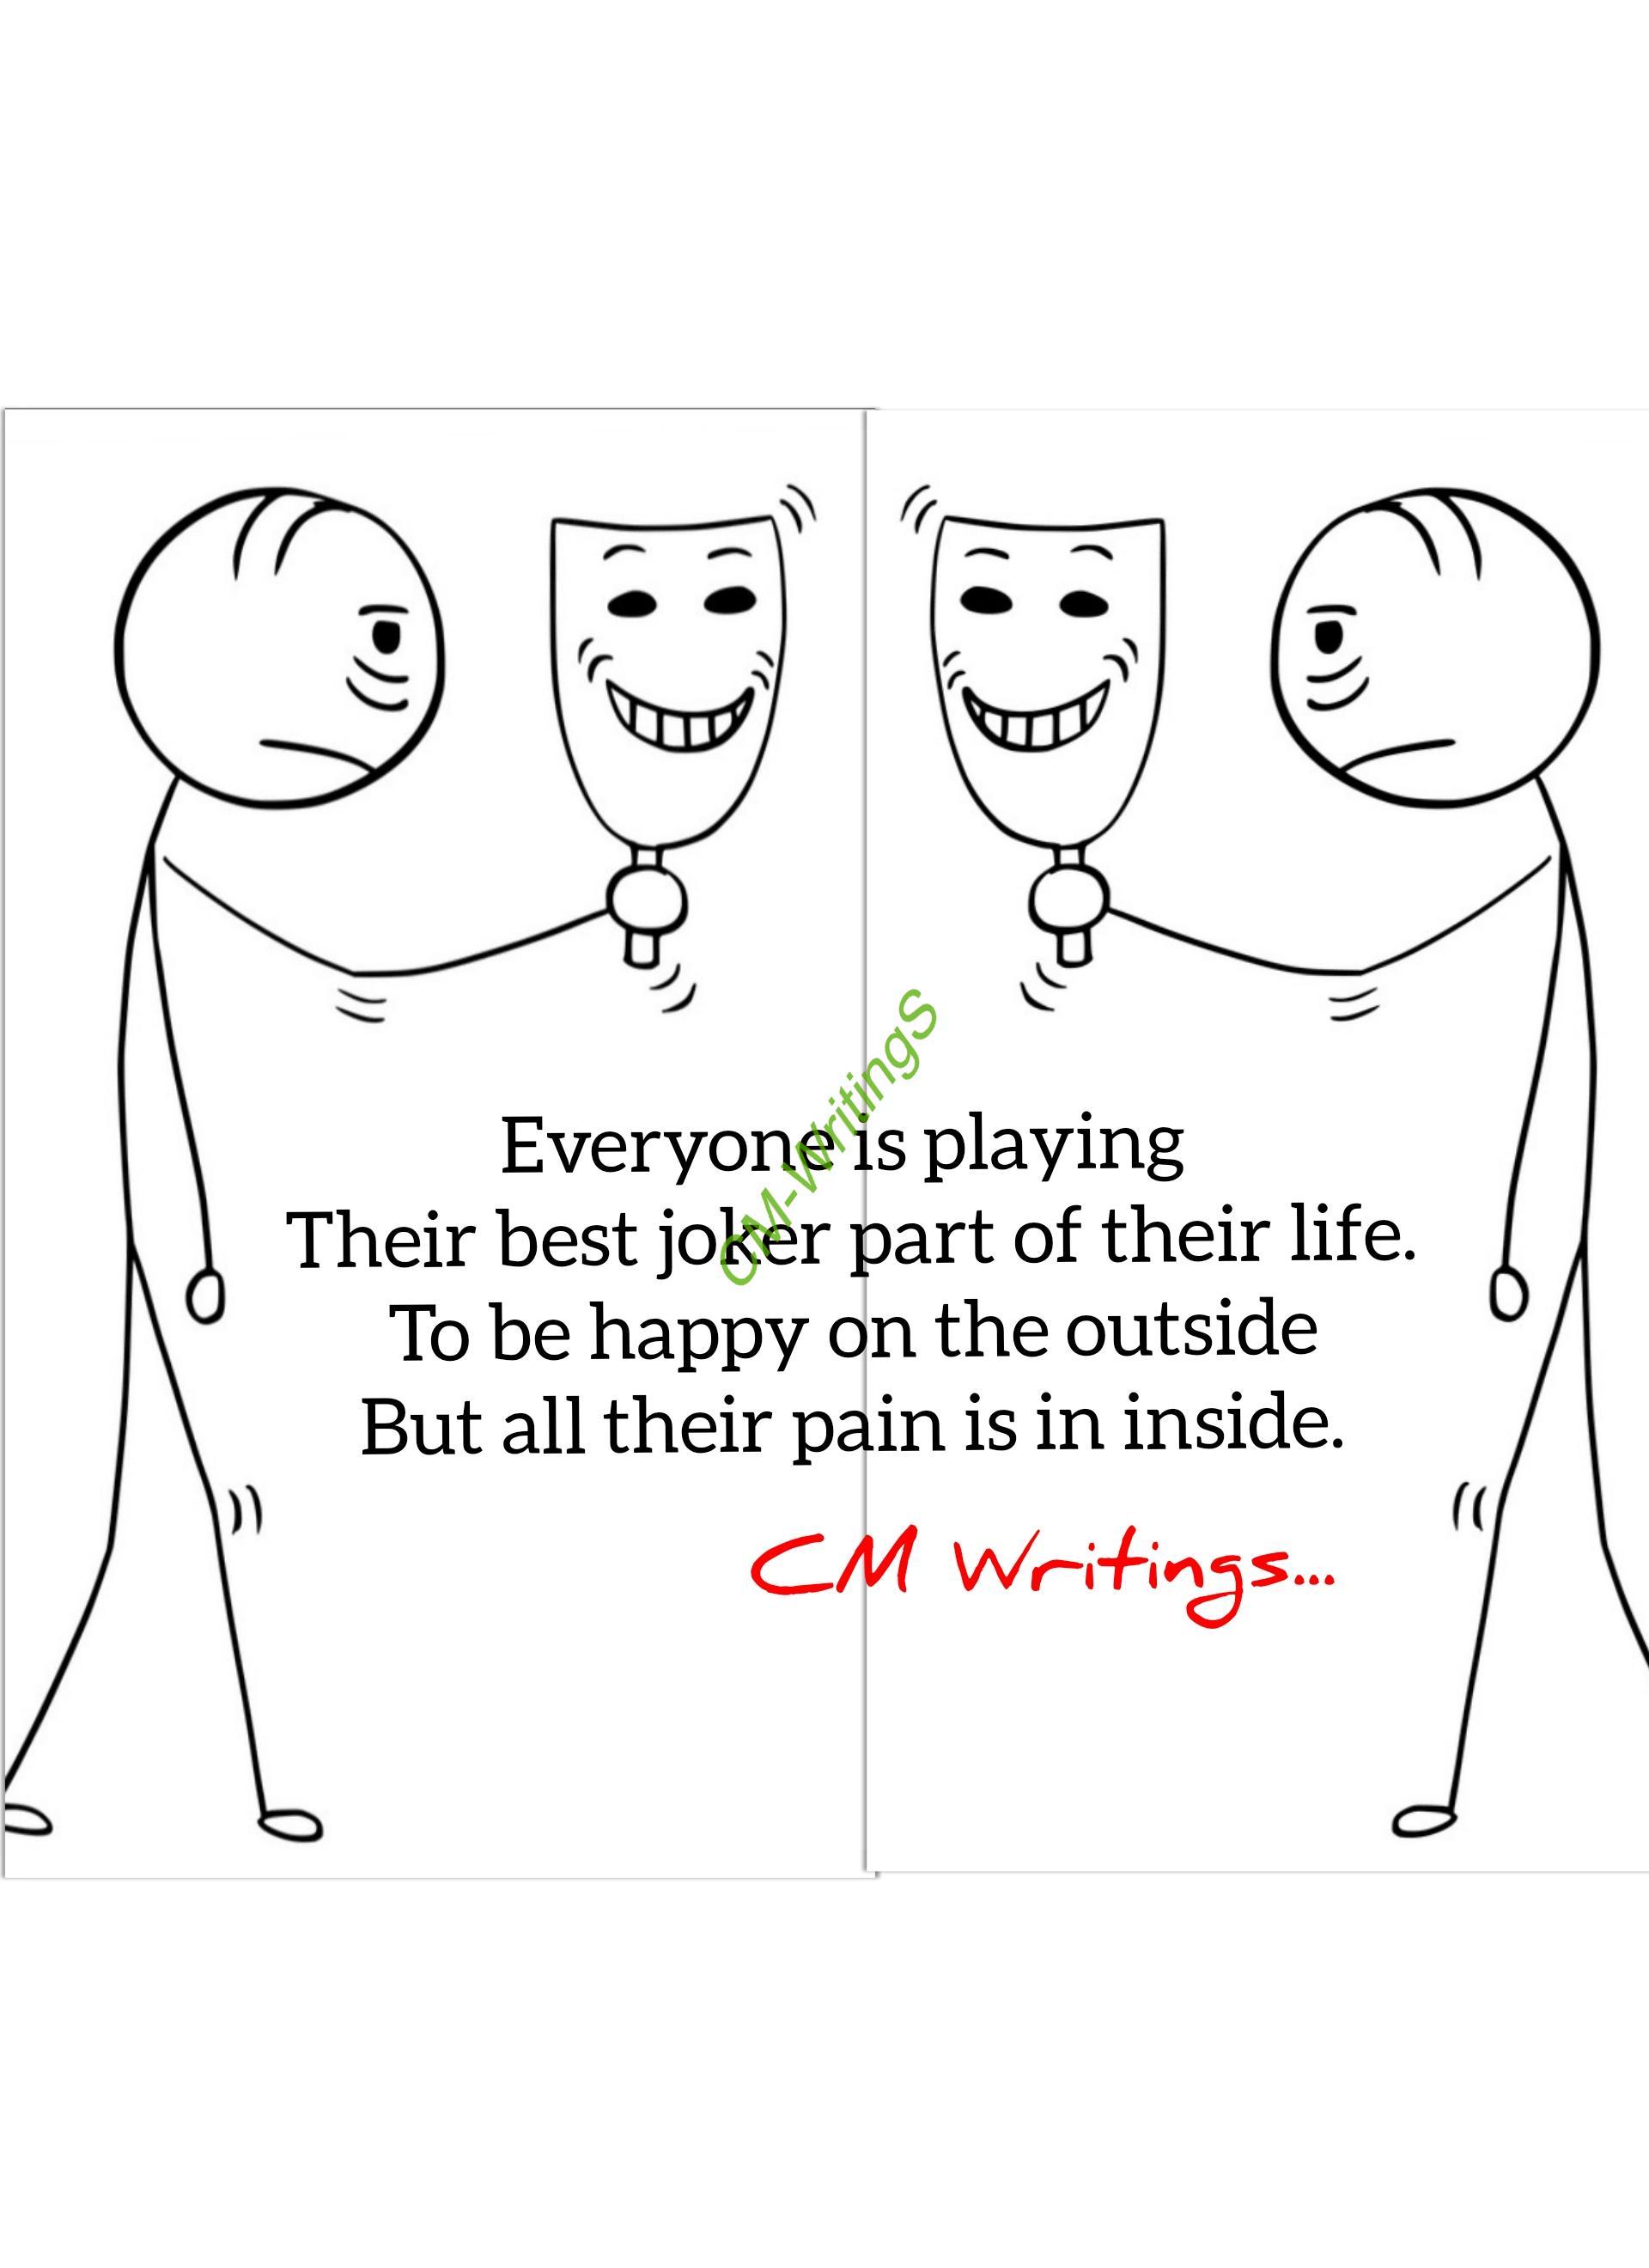 CM-Writings
Everyone is playing
Their best joker part of their life.
To be happy on the outside
But all their pain is in inside.
CM Writings...